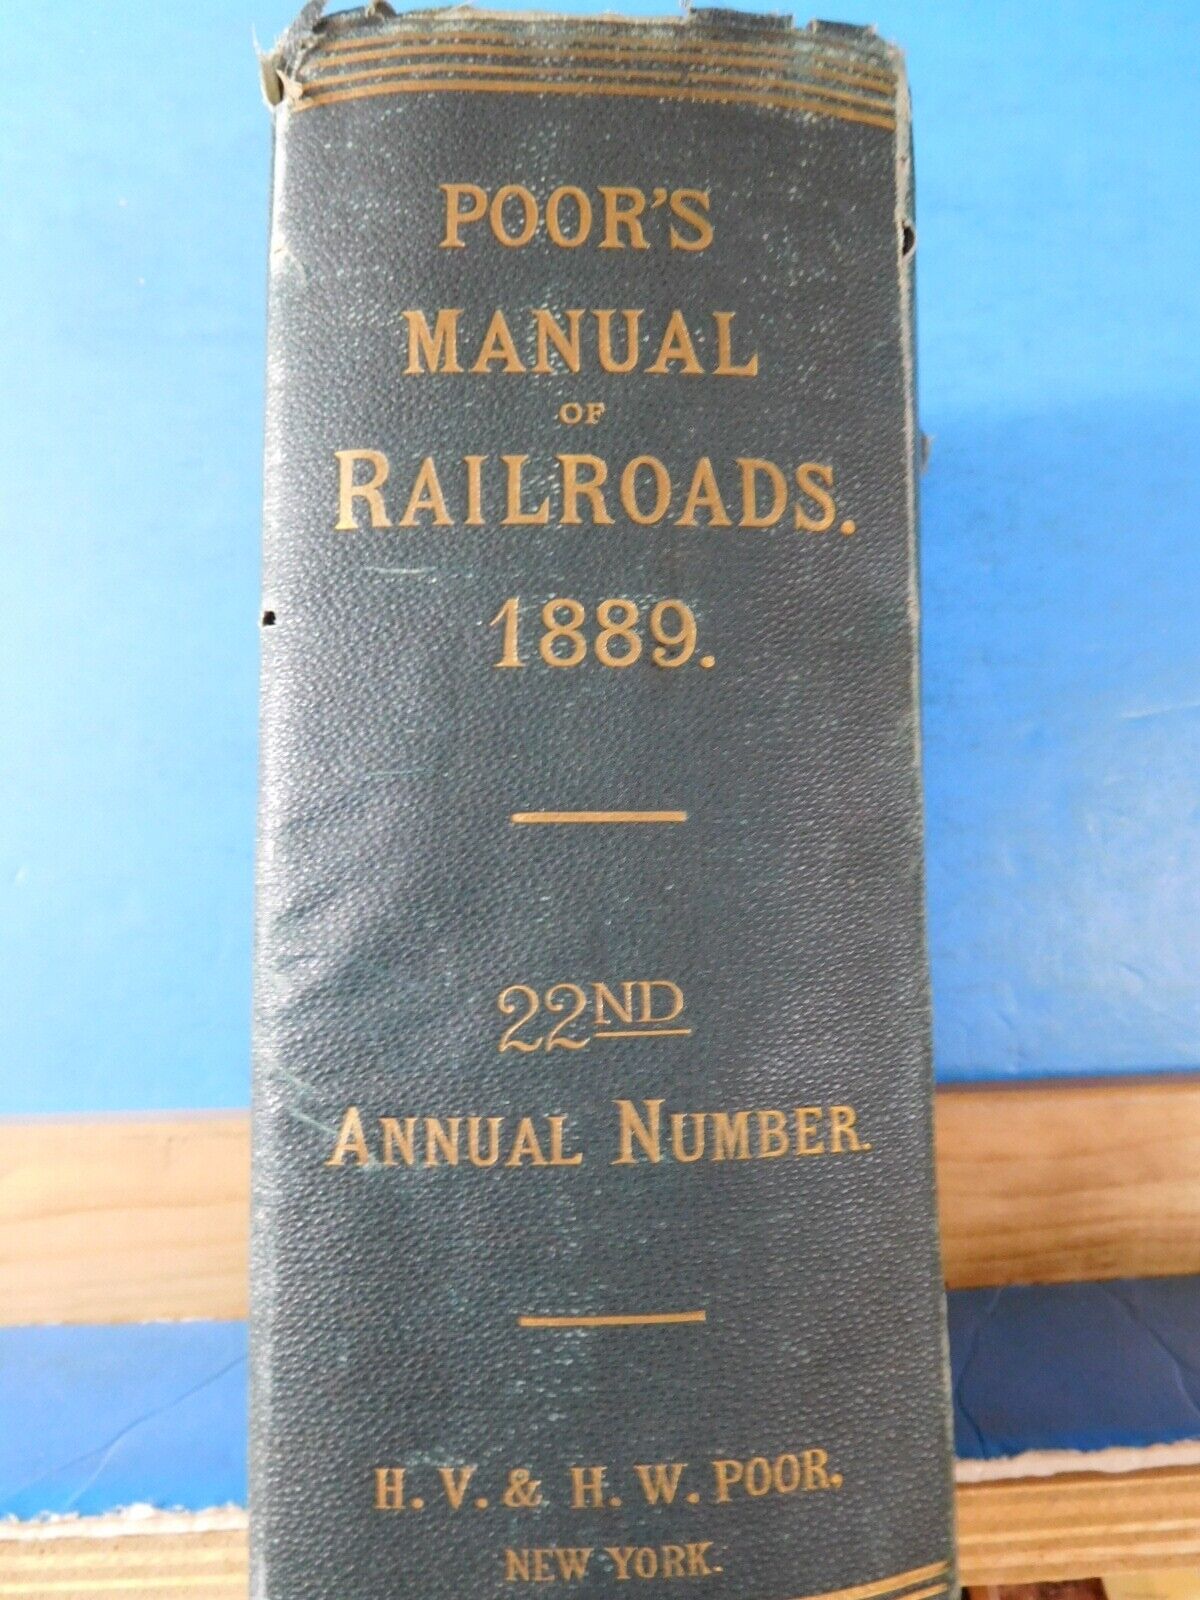 POOR'S
MANUAL
OF
RAILROADS.
1889.
22ND
ANNUAL NUMBER.
H. V. & H. W. POOR,
NEW YORK.